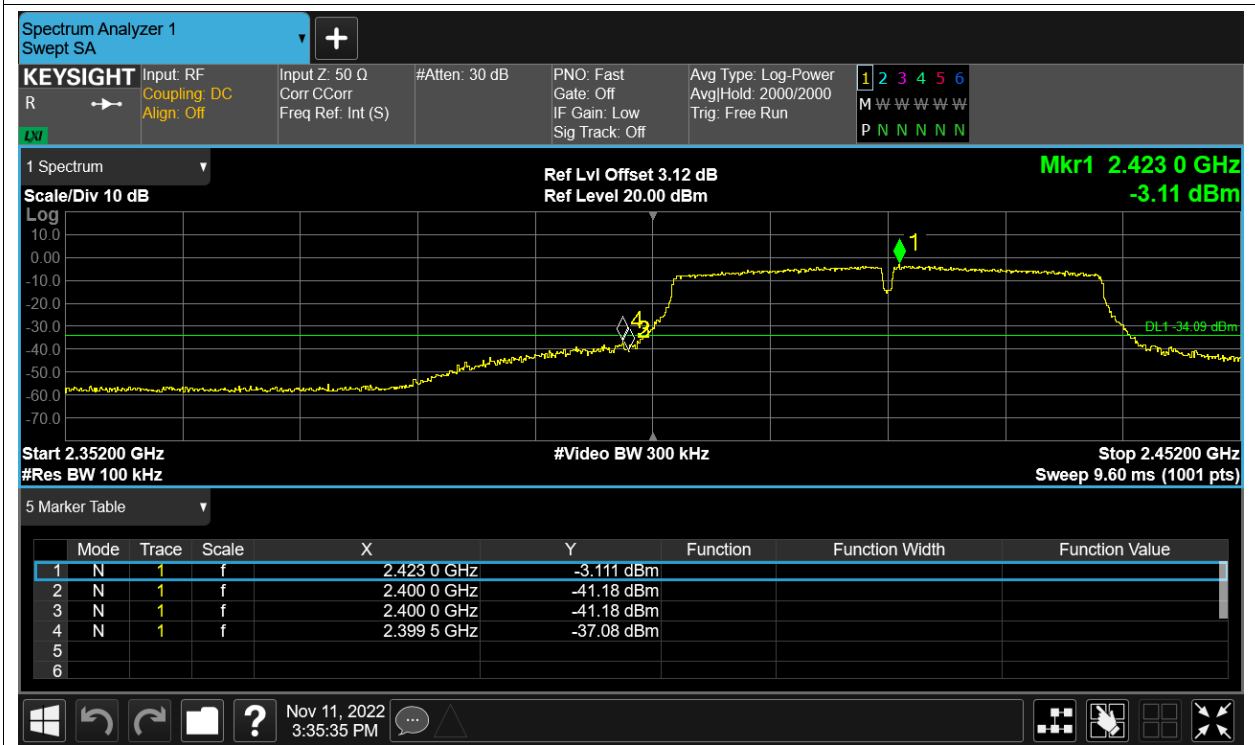 Spectrum Analyzer 1
Swept SA
KEYSIGHT
R
LXI
Input: RF
Coupling: DC
Align: Off
Input Z: 50 Ω
Corr CCorr
Freq Ref: Int (S)
#Atten: 30 dB
PNO: Fast
Gate: Off
IF Gain: Low
Sig Track: Off
Avg Type: Log-Power
Avg|Hold: 2000/2000
Trig: Free Run
1 2 3 4 5 6
M W W W W W
P N N N N N
1 Spectrum
Scale/Div 10 dB
Ref Lvl Offset 3.12 dB
Ref Level 20.00 dBm
Mkr1 2.423 0 GHz
-3.11 dBm
Log
10.0
0.00
-10.0
-20.0
-30.0
-40.0
-50.0
-60.0
-70.0
1
4
DL1 -34.09 dBm
Start 2.35200 GHz
#Res BW 100 kHz
#Video BW 300 kHz
Stop 2.45200 GHz
Sweep 9.60 ms (1001 pts)
5 Marker Table
Mode Trace Scale X Y Function Function Width Function Value
1 N 1 f 2.423 0 GHz -3.111 dBm
2 N 1 f 2.400 0 GHz -41.18 dBm
3 N 1 f 2.400 0 GHz -41.18 dBm
4 N 1 f 2.399 5 GHz -37.08 dBm
5
6
?
Nov 11, 2022
3:35:35 PM